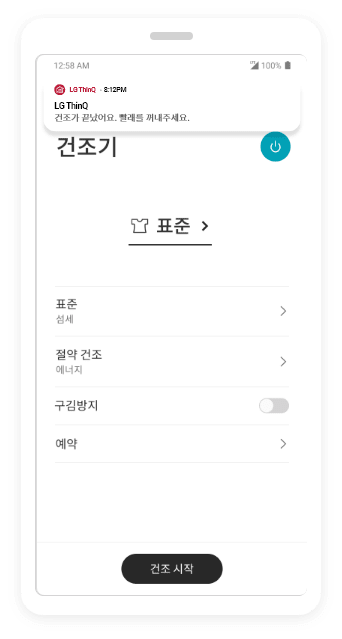 12:58 AM 100%
LG ThinQ • 8:12PM
LG ThinQ
건조가 끝났어요. 빨래를 꺼내주세요.
건조기
표준
표준
섬세
절약 건조
에너지
구김방지
예약
건조 시작